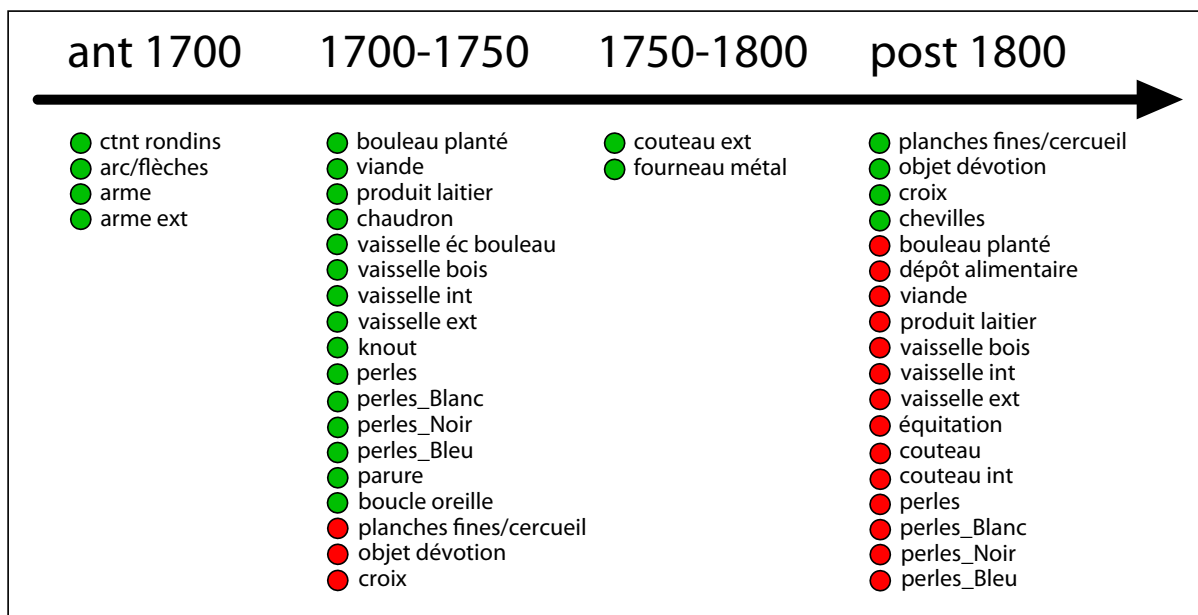 ant 1700
1700-1750
1750-1800
post 1800
ctnt rondins
arc/flèches
arme
arme ext
bouleau planté
viande
produit laitier
chaudron
vaisselle éc bouleau
vaisselle bois
vaisselle int
vaisselle ext
knout
perles
perles_Blanc
perles_Noir
perles_Bleu
parure
boucle oreille
planches fines/cercueil
objet dévotion
croix
couteau ext
fourneau métal
planches fines/cercueil
objet dévotion
croix
chevilles
bouleau planté
dépôt alimentaire
viande
produit laitier
vaisselle bois
vaisselle int
vaisselle ext
équitation
couteau
couteau int
perles
perles_Blanc
perles_Noir
perles_Bleu